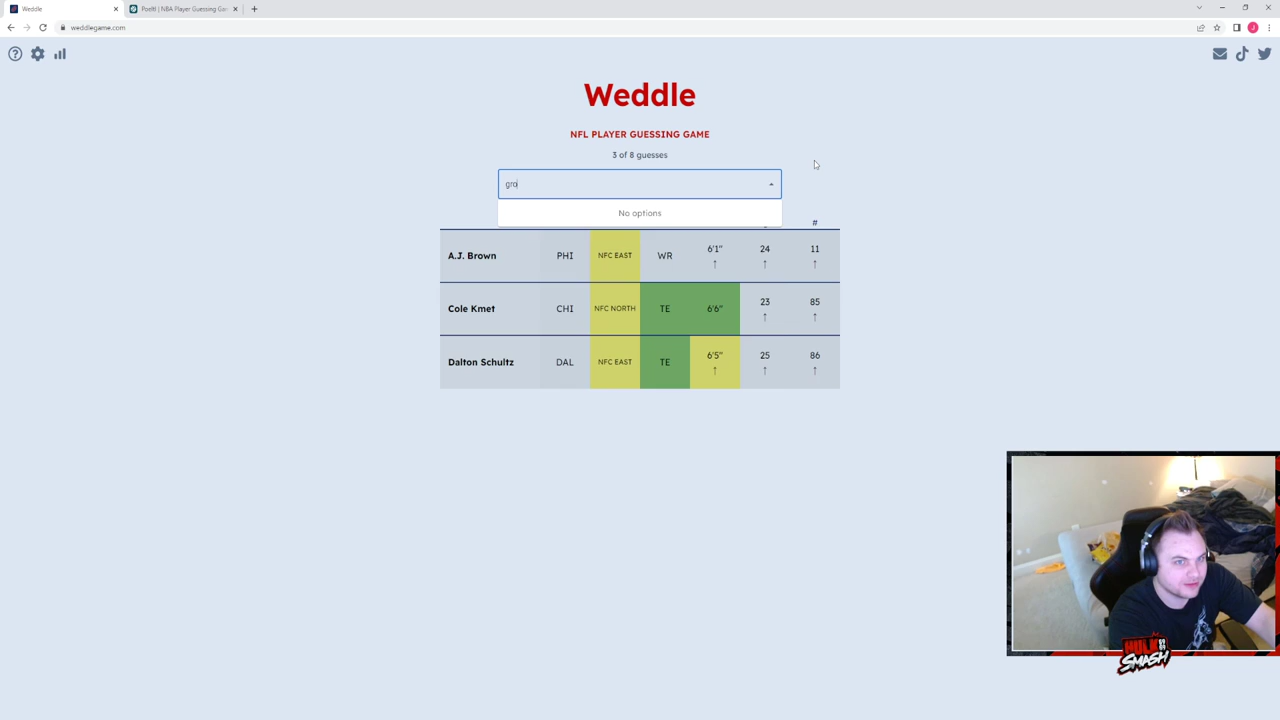 Weddle
Poeltl | NBA Player Guessing Ga
weddlegame.com
Weddle
NFL PLAYER GUESSING GAME
3 of 8 guesses
gro
No options
#
A.J. Brown PHI NFC EAST WR 6'1" ↑ 24 ↑ 11 ↑
Cole Kmet CHI NFC NORTH TE 6'6" 23 ↑ 85 ↑
Dalton Schultz DAL NFC EAST TE 6'5" ↑ 25 ↑ 86 ↑
HULK
SMASH